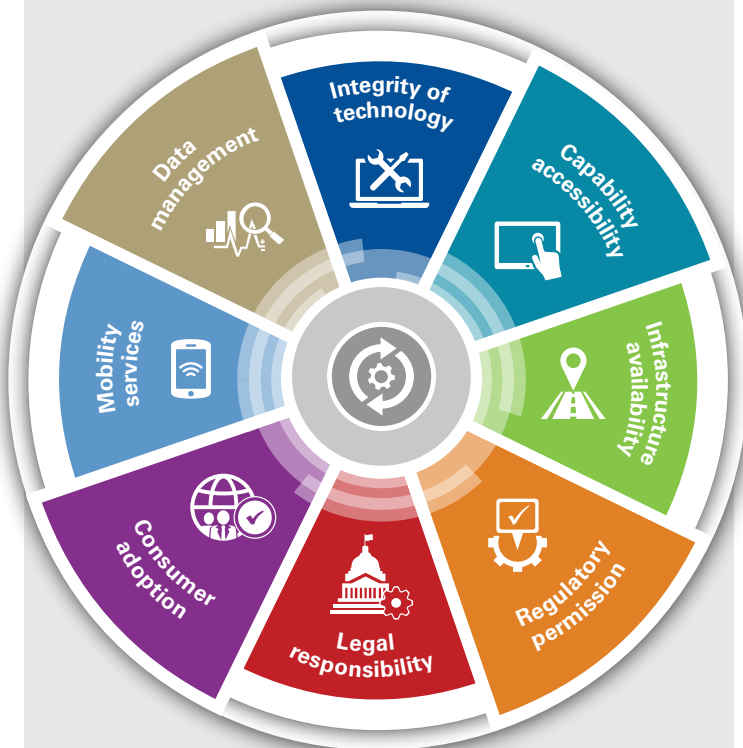 Integrity of
technology
Capability
accessibility
Infrastructure
availability
Regulatory
permission
Legal
responsibility
Consumer
adoption
Mobility
services
Data
management